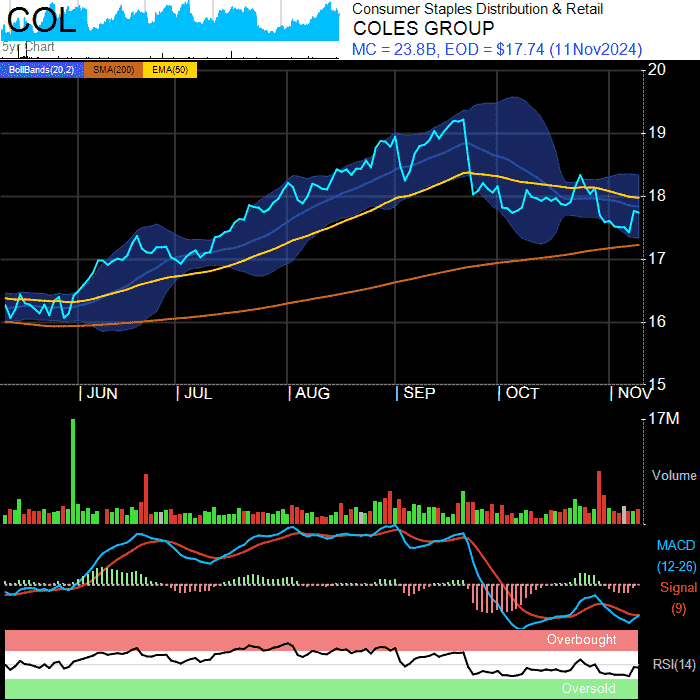 COL
5yr Chart
Consumer Staples Distribution & Retail
COLES GROUP
MC = 23.8B, EOD = $17.74 (11Nov2024)
BollBands(20,2) SMA(200) EMA(50)
20
19
18
17
16
15
JUN JUL AUG SEP OCT NOV
17M
Volume
MACD
(12-26)
Signal
(9)
Overbought
RSI(14)
Oversold